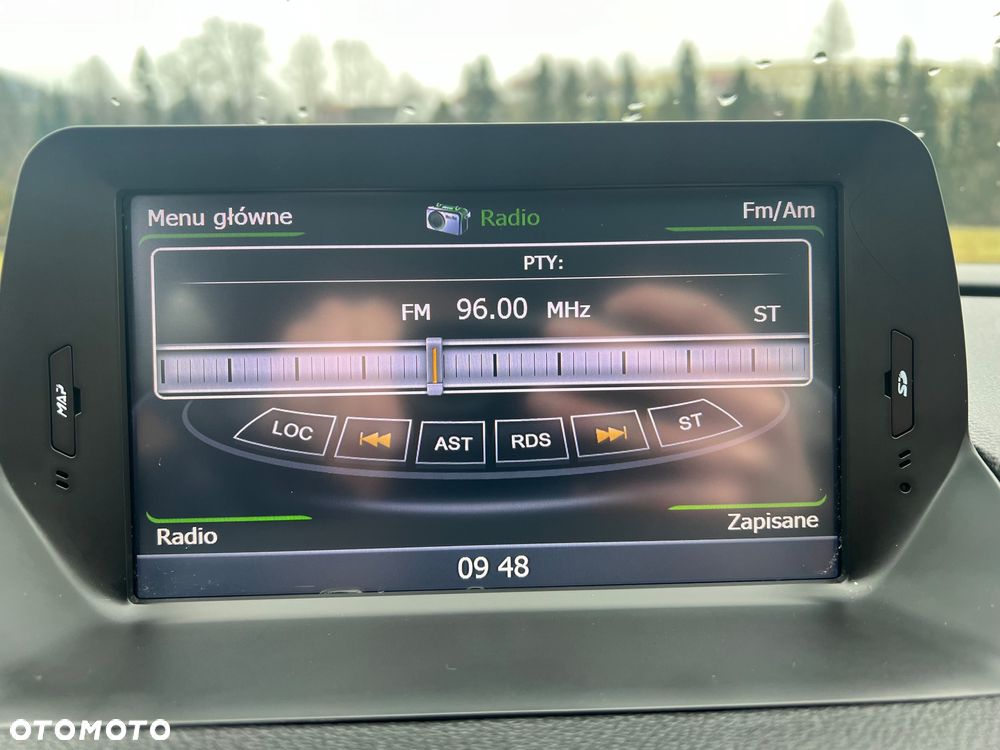 Menu główne
Radio
Fm/Am
PTY:
FM 96.00 MHz
ST
MAP
GS
LOC
AST
RDS
ST
Radio
Zapisane
09 48
OTOMOTO